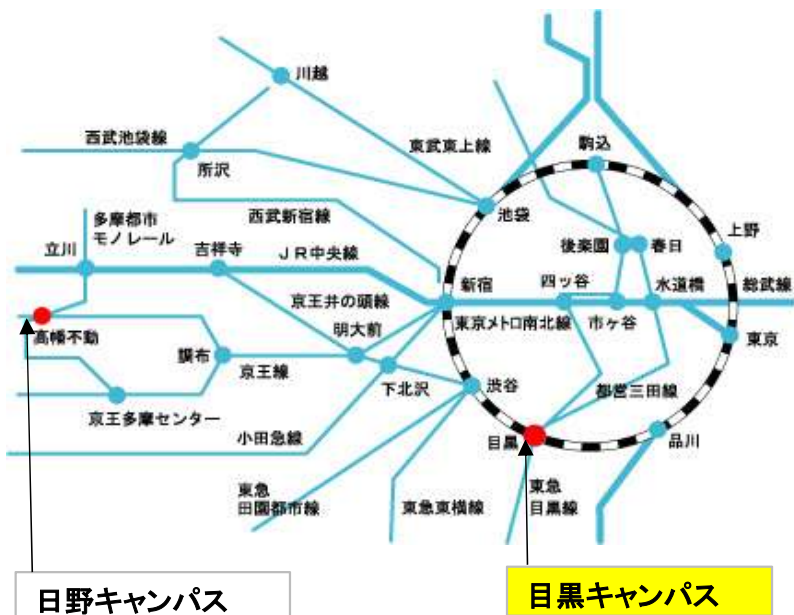 川越
西武池袋線
東武東上線
駒込
所沢
池袋
西武新宿線
多摩都市
モノレール
上野
後楽園
春日
立川
吉祥寺
JR中央線
新宿
四ッ谷
水道橋
総武線
京王井の頭線
東京メトロ南北線
市ヶ谷
高幡不動
明大前
東京
調布
京王線
下北沢
渋谷
都営三田線
京王多摩センター
小田急線
目黒
品川
東急
田園都市線
東急東横線
東急
目黒線
日野キャンパス
目黒キャンパス